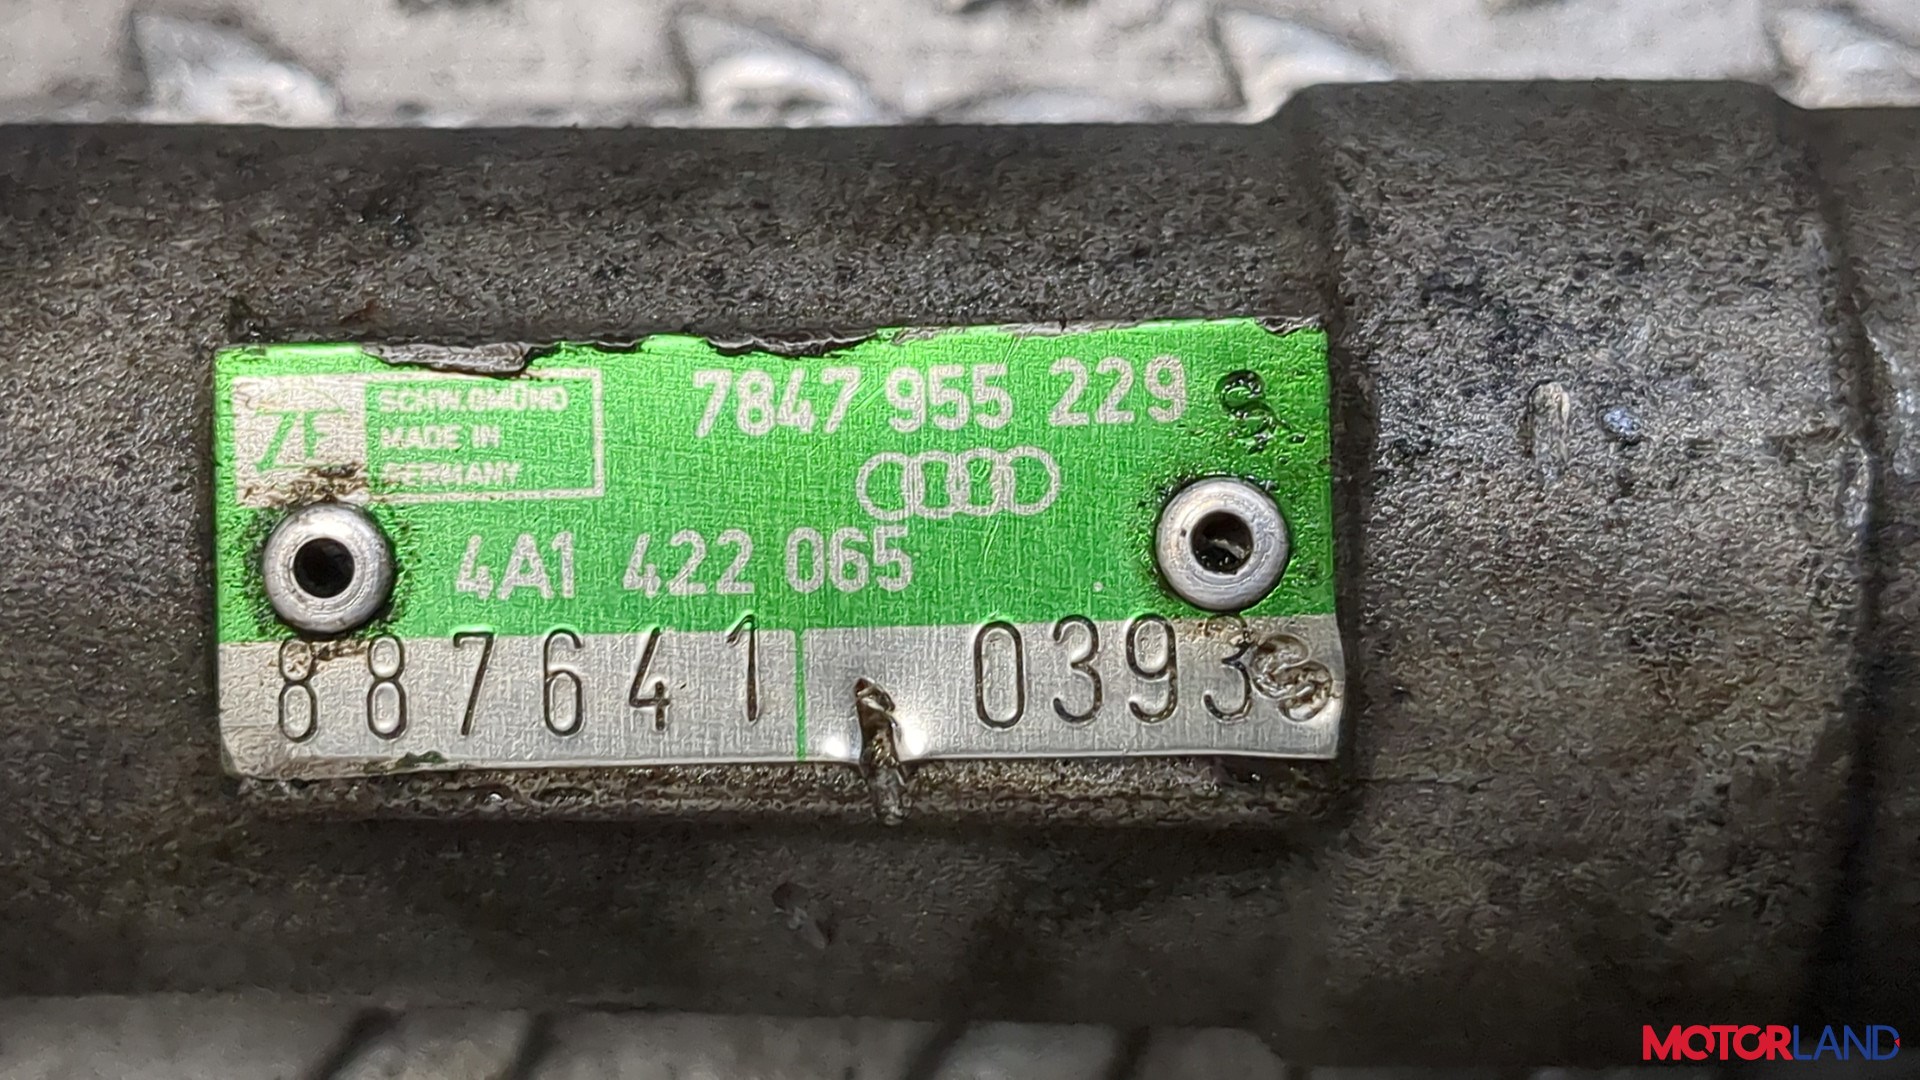 ZF
SCHW.GMÜND
MADE IN
GERMANY
7847 955 229 S
4A1 422 065
887641 0393 S
MOTORLAND